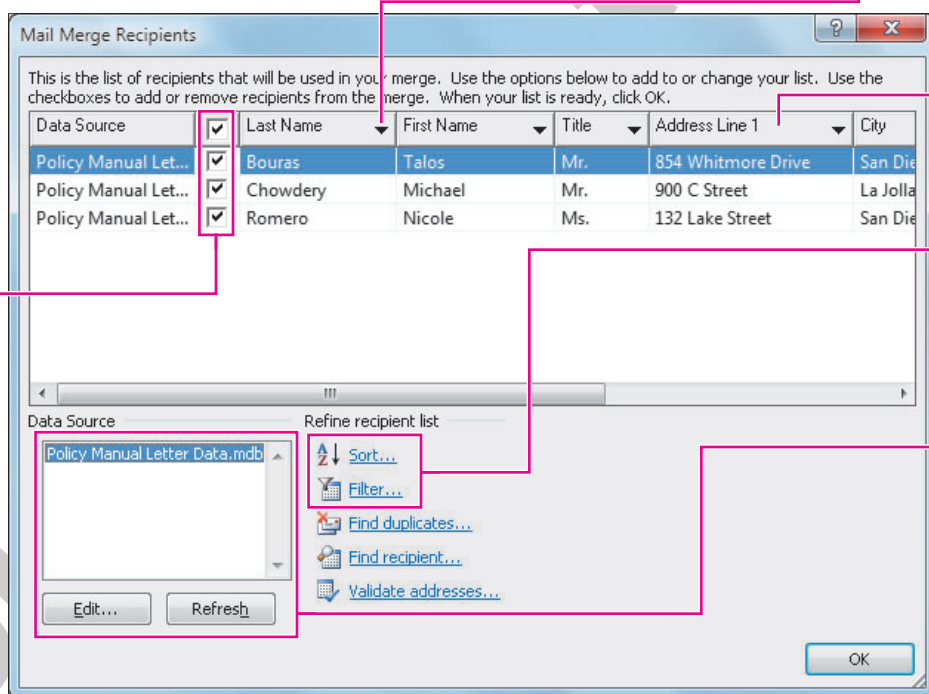 Mail Merge Recipients
This is the list of recipients that will be used in your merge. Use the options below to add to or change your list. Use the
checkboxes to add or remove recipients from the merge. When your list is ready, click OK.
Data Source Last Name First Name Title Address Line 1 City
Policy Manual Let... Bouras Talos Mr. 854 Whitmore Drive San Die
Policy Manual Let... Chowdery Michael Mr. 900 C Street La Jolla
Policy Manual Let... Romero Nicole Ms. 132 Lake Street San Die
Data Source Refine recipient list
Policy Manual Letter Data.mdb
Sort...
Filter...
Find duplicates...
Find recipient...
Validate addresses...
Edit... Refresh
OK